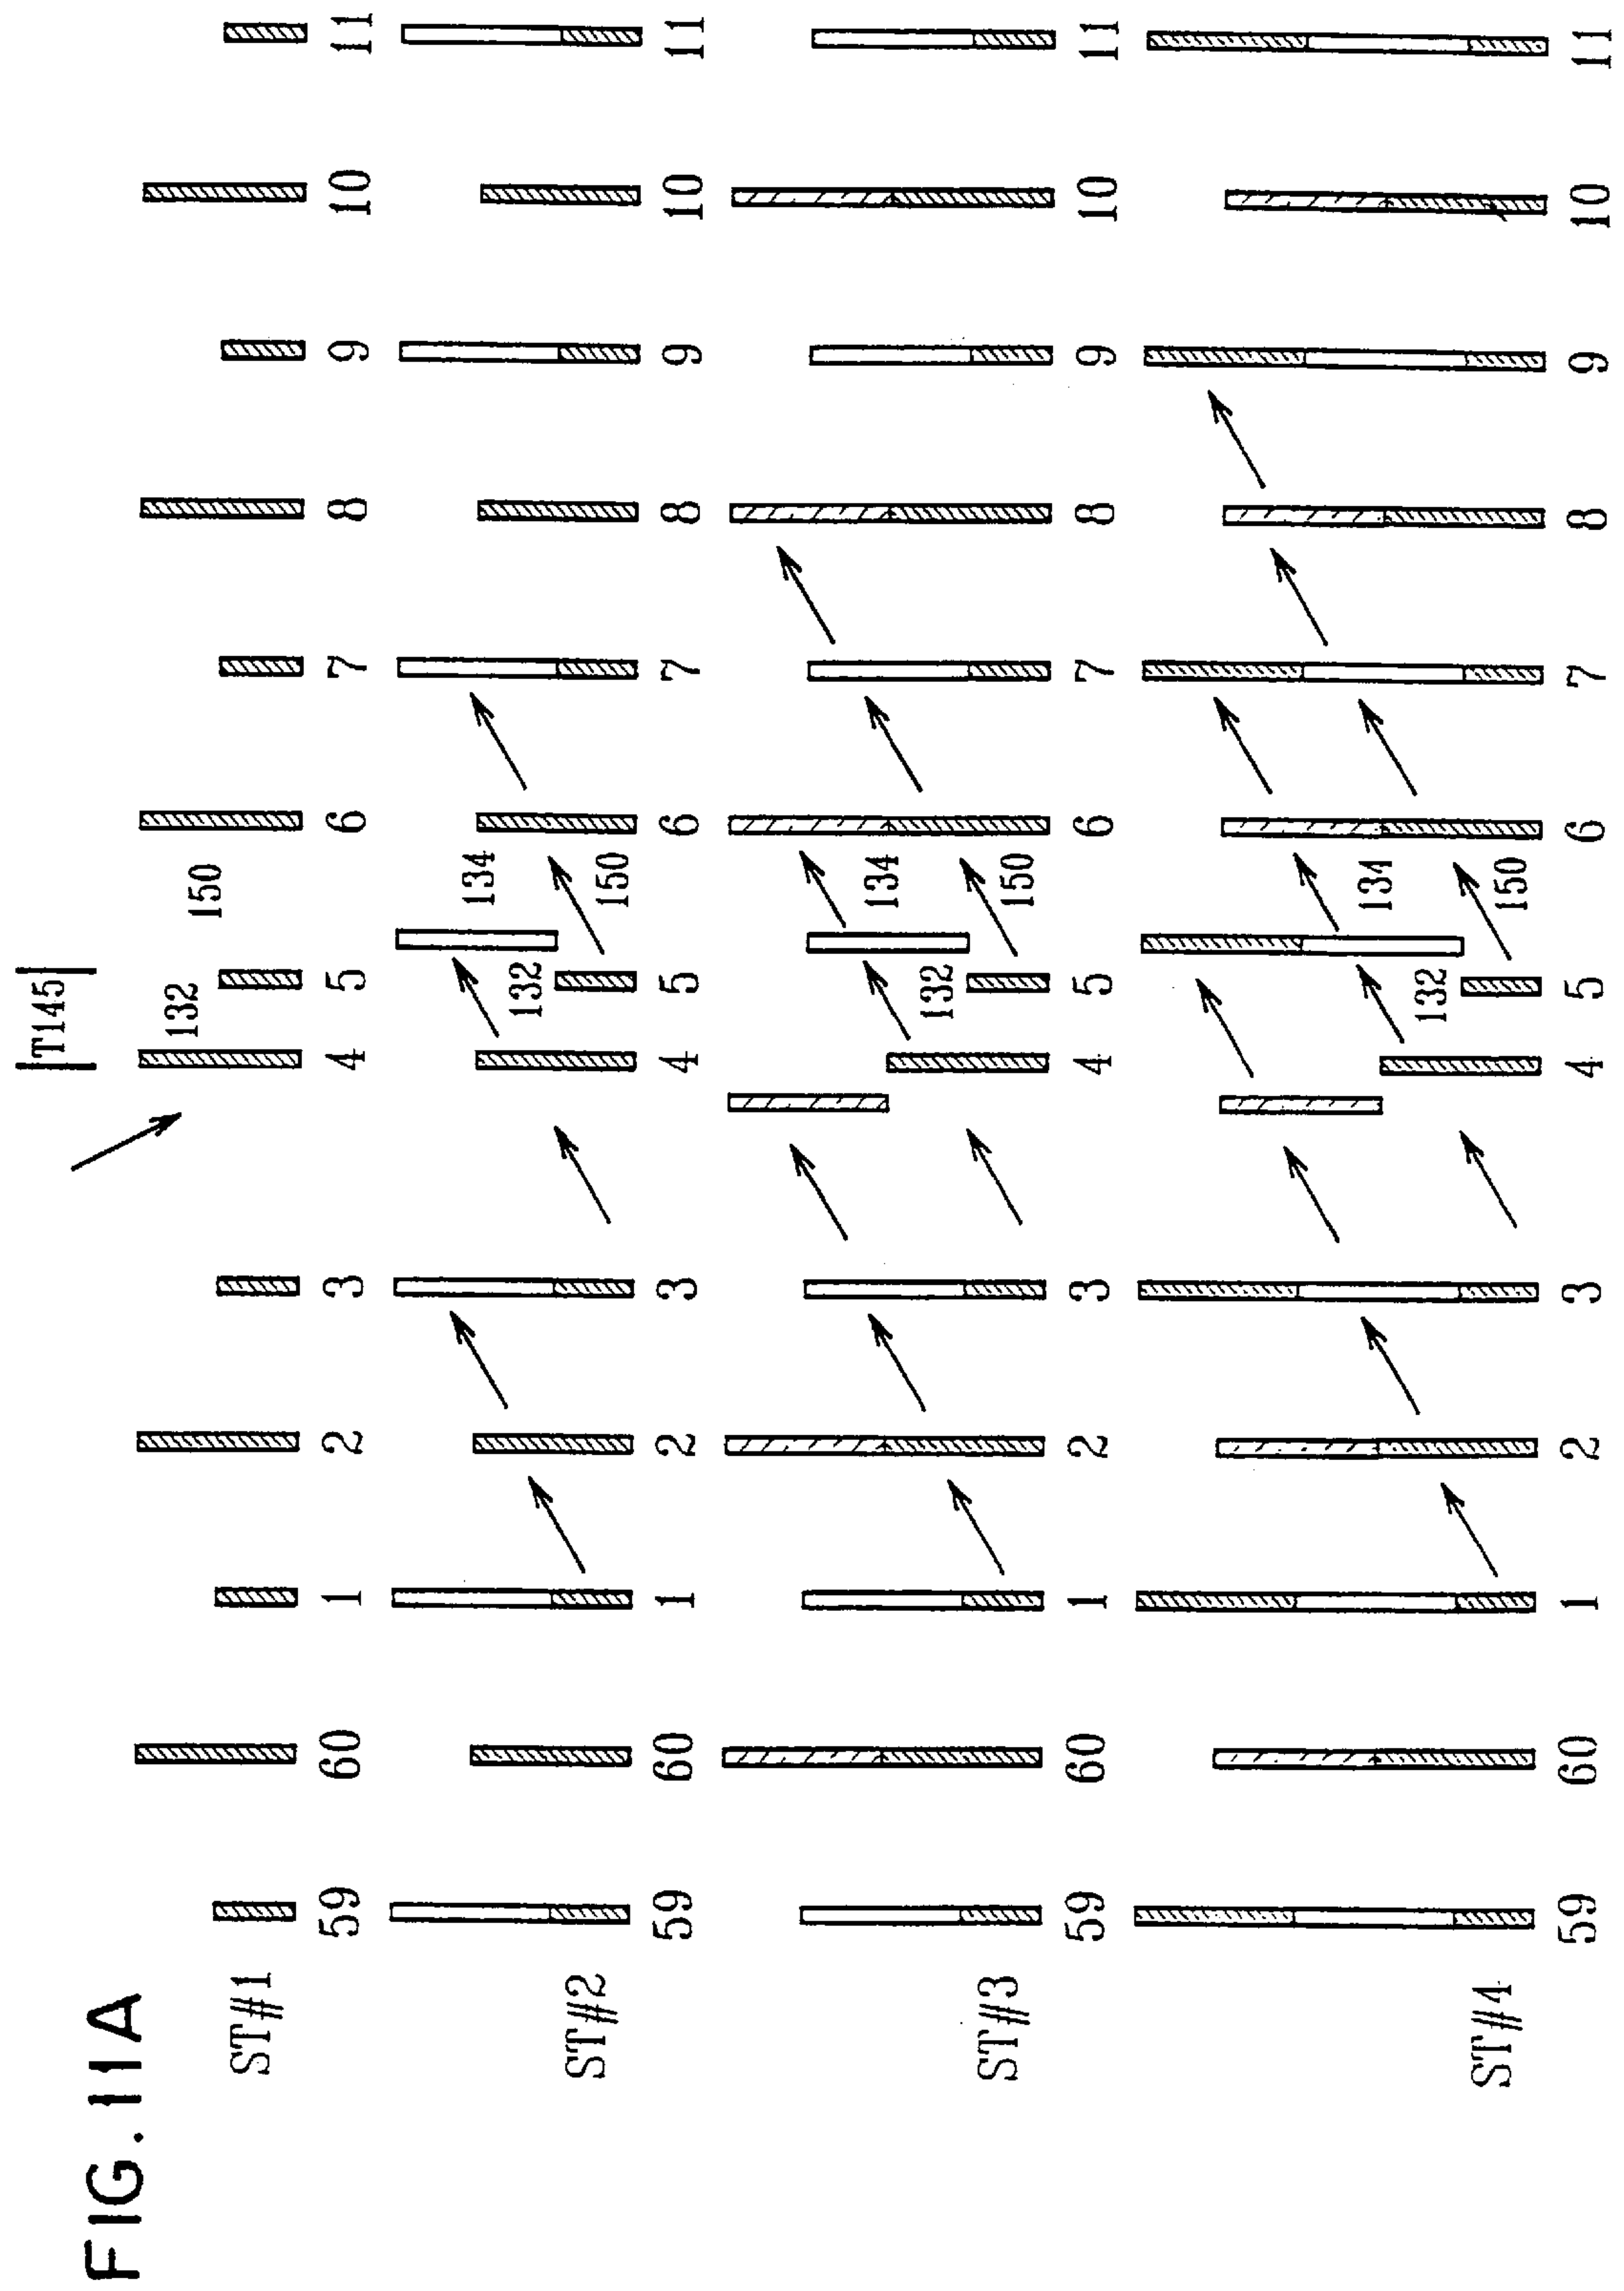 FIG. 11A
T145
132 150
ST#1 59 60 1 2 3 4 5 6 7 8 9 10 11
134
132 150
ST#2 59 60 1 2 3 4 5 6 7 8 9 10 11
134
132 150
ST#3 59 60 1 2 3 4 5 6 7 8 9 10 11
134
132 150
ST#4 59 60 1 2 3 4 5 6 7 8 9 10 11